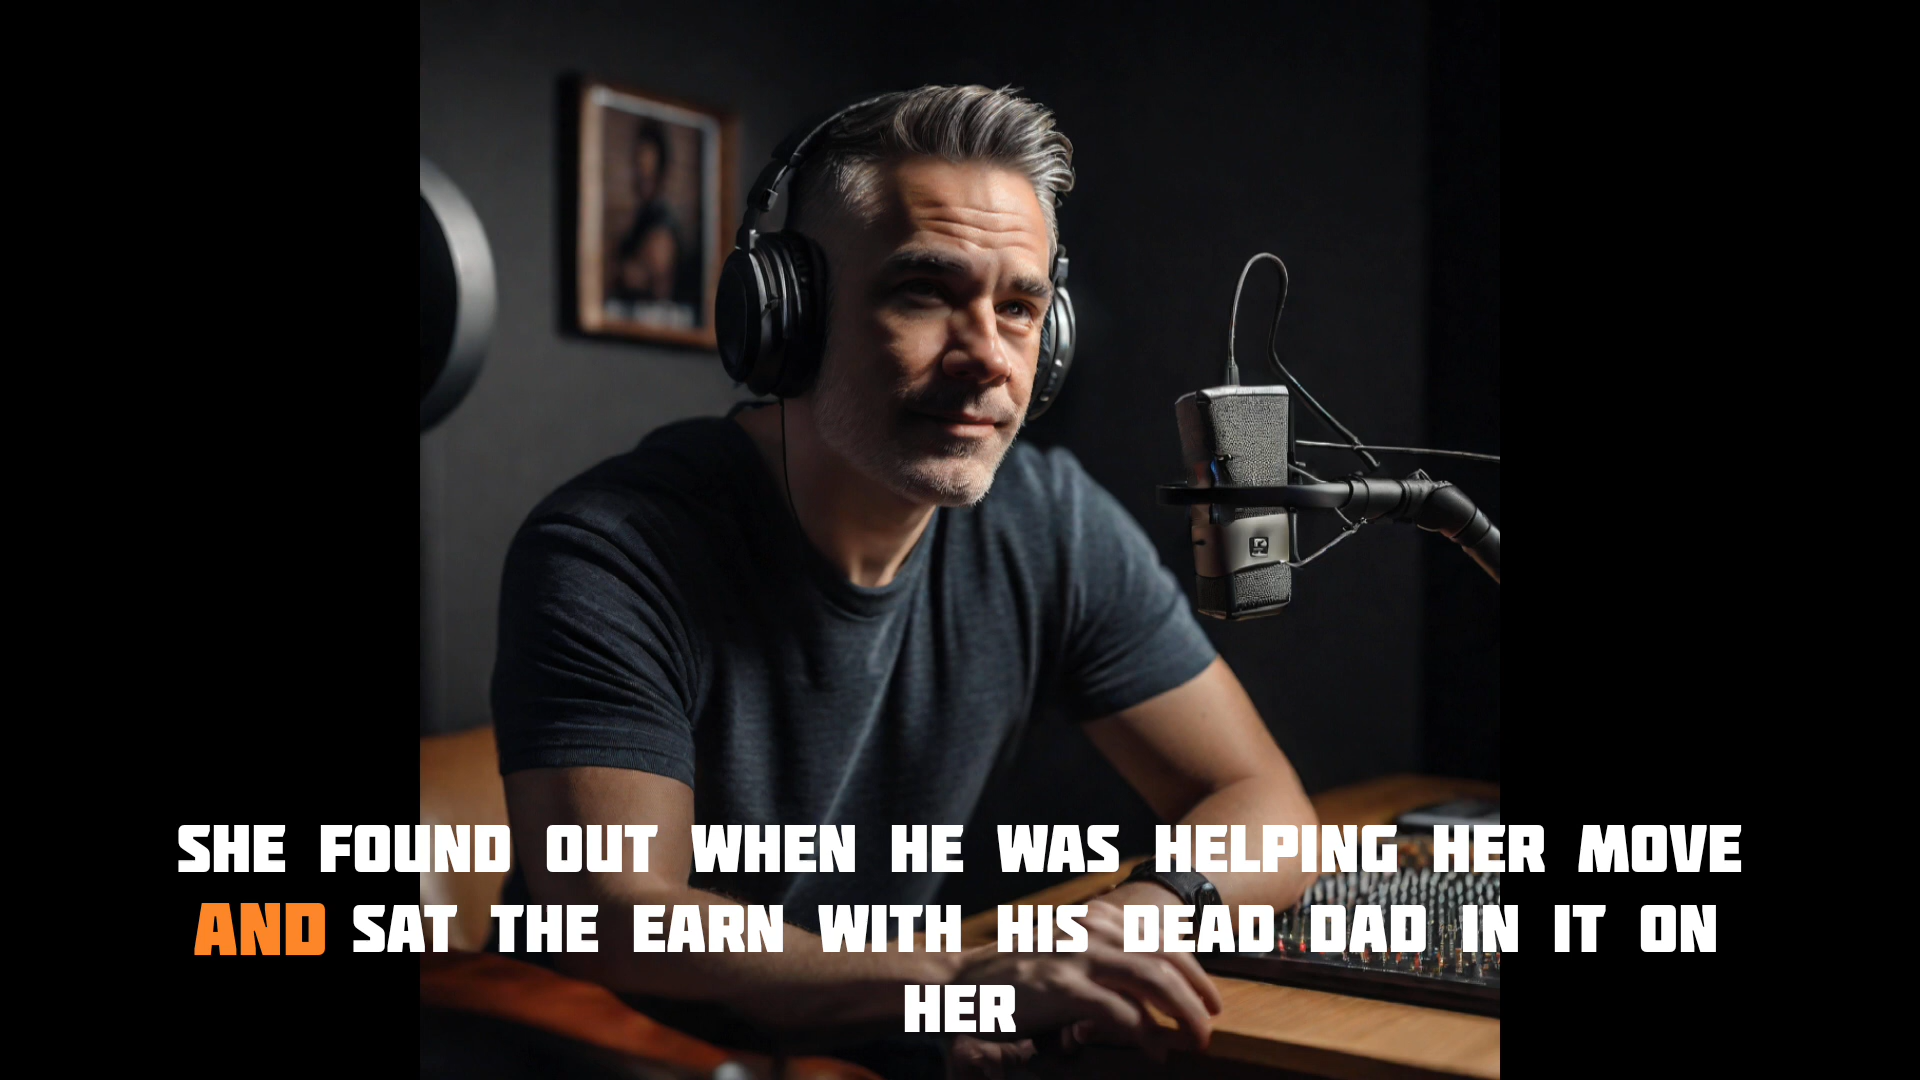 SHE FOUND OUT WHEN HE WAS HELPING HER MOVE
AND SAT THE EARN WITH HIS DEAD DAD IN IT ON
HER